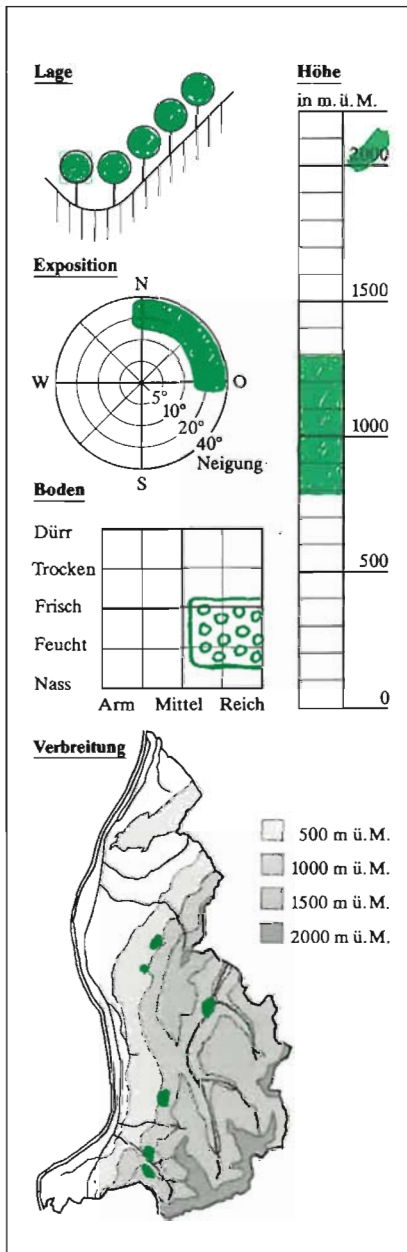 Lage
Höhe
in m. ü. M.
2000
1500
1000
500
0
Exposition
N
W
O
S
5°
10°
20°
40°
Neigung
Boden
Dürr
Trocken
Frisch
Feucht
Nass
Arm Mittel Reich
Verbreitung
500 m ü. M.
1000 m ü. M.
1500 m ü. M.
2000 m ü. M.